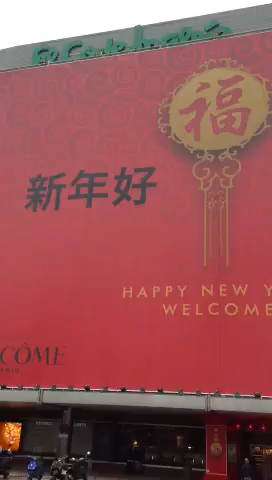 El Corte Inglés
福
新年好
HAPPY NEW Y
WELCOME
CÔME